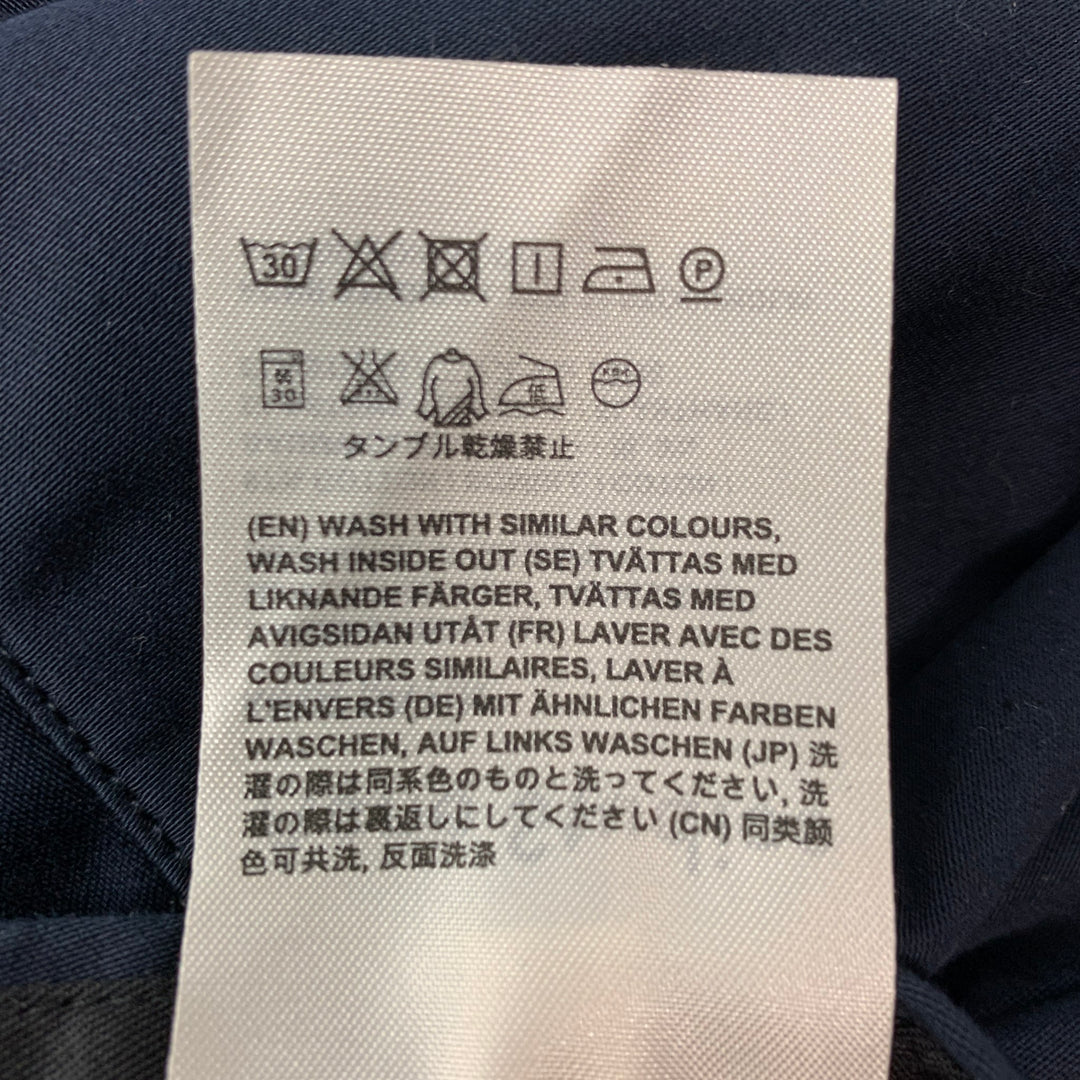 30
P
30
低
タンブル乾燥禁止
(EN) WASH WITH SIMILAR COLOURS,
WASH INSIDE OUT (SE) TVÄTTAS MED
LIKNANDE FÄRGER, TVÄTTAS MED
AVIGSIDAN UTÅT (FR) LAVER AVEC DES
COULEURS SIMILAIRES, LAVER À
L'ENVERS (DE) MIT ÄHNLICHEN FARBEN
WASCHEN, AUF LINKS WASCHEN (JP) 洗
濯の際は同系色のものと洗ってください, 洗
濯の際は裏返しにしてください (CN) 同类颜
色可共洗, 反面洗涤